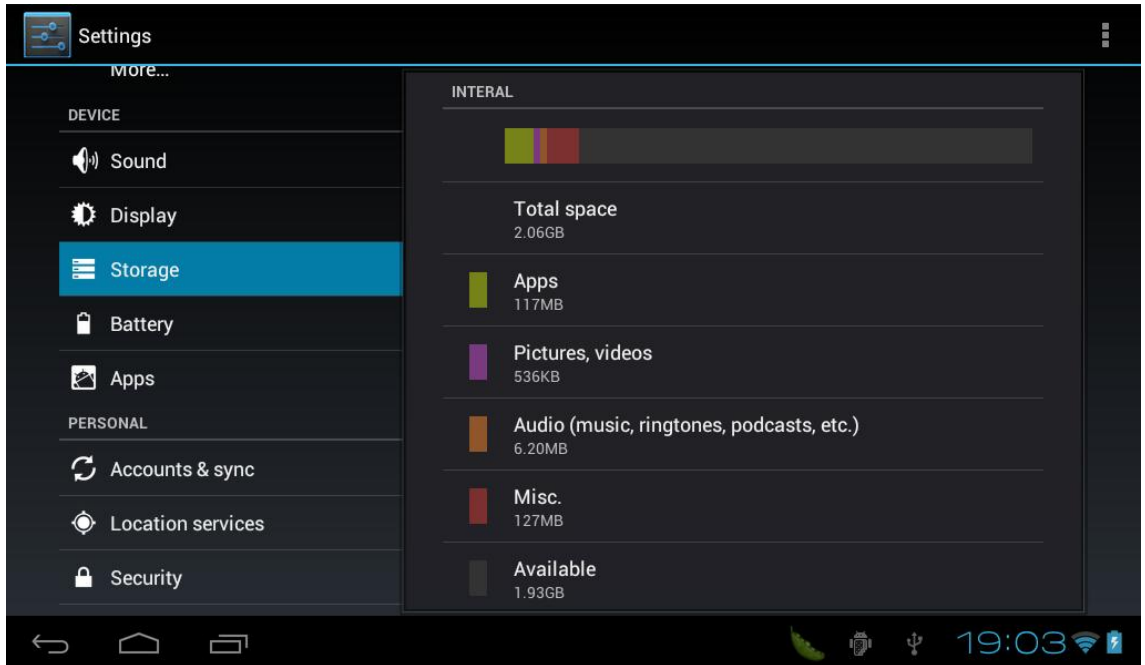 Settings
More...
DEVICE
Sound
Display
Storage
Battery
Apps
PERSONAL
Accounts & sync
Location services
Security
INTERAL
Total space
2.06GB
Apps
117MB
Pictures, videos
536KB
Audio (music, ringtones, podcasts, etc.)
6.20MB
Misc.
127MB
Available
1.93GB
19:03